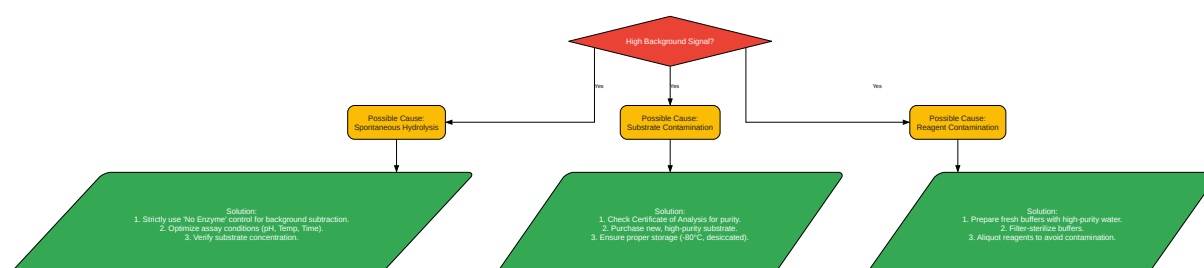 High Background Signal?
Yes
Yes
Yes
Possible Cause:
Spontaneous Hydrolysis
Possible Cause:
Substrate Contamination
Possible Cause:
Reagent Contamination
Solution:
1. Strictly use 'No Enzyme' control for background subtraction.
2. Optimize assay conditions (pH, Temp, Time).
3. Verify substrate concentration.
Solution:
1. Check Certificate of Analysis for purity.
2. Purchase new, high-purity substrate.
3. Ensure proper storage (-80°C, desiccated).
Solution:
1. Prepare fresh buffers with high-purity water.
2. Filter-sterilize buffers.
3. Aliquot reagents to avoid contamination.